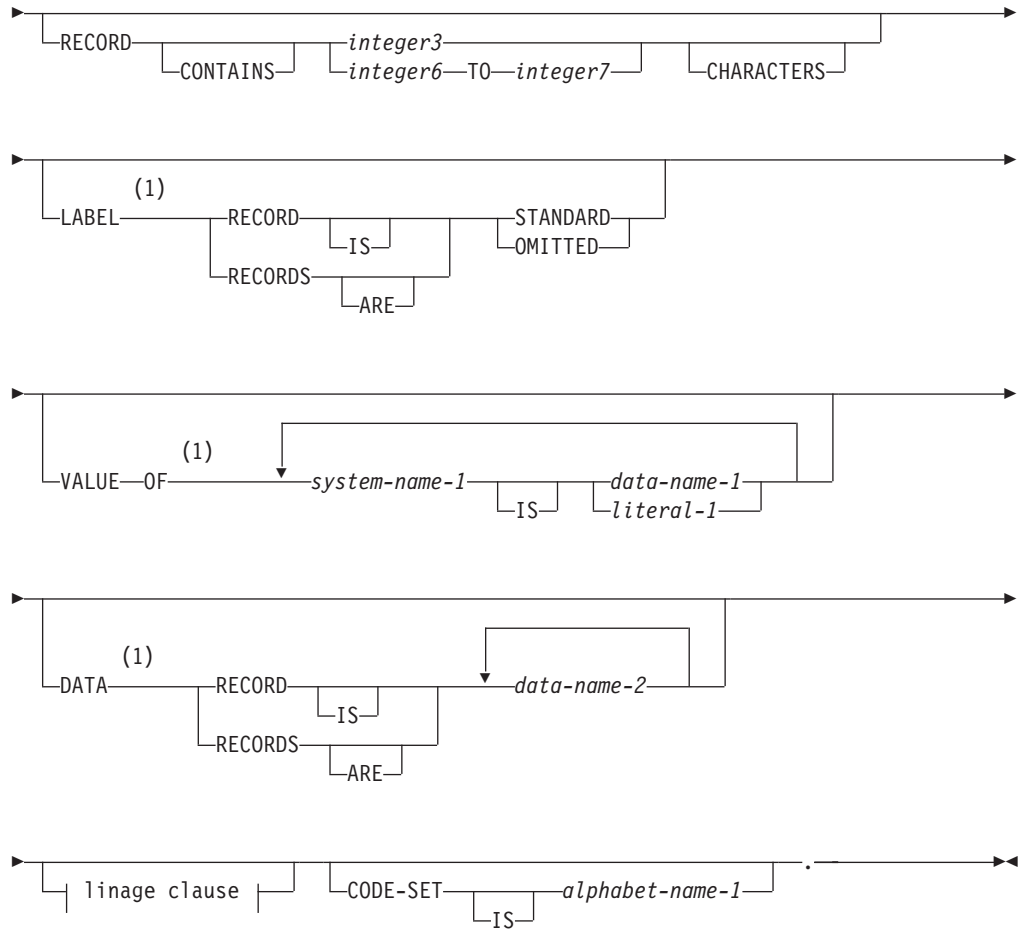 RECORD integer3
CONTAINS integer6 TO integer7 CHARACTERS
(1)
LABEL RECORD STANDARD
IS OMITTED
RECORDS
ARE
(1)
VALUE OF system-name-1 data-name-1
IS literal-1
(1)
DATA RECORD data-name-2
IS
RECORDS
ARE
.
linage clause CODE-SET alphabet-name-1
IS